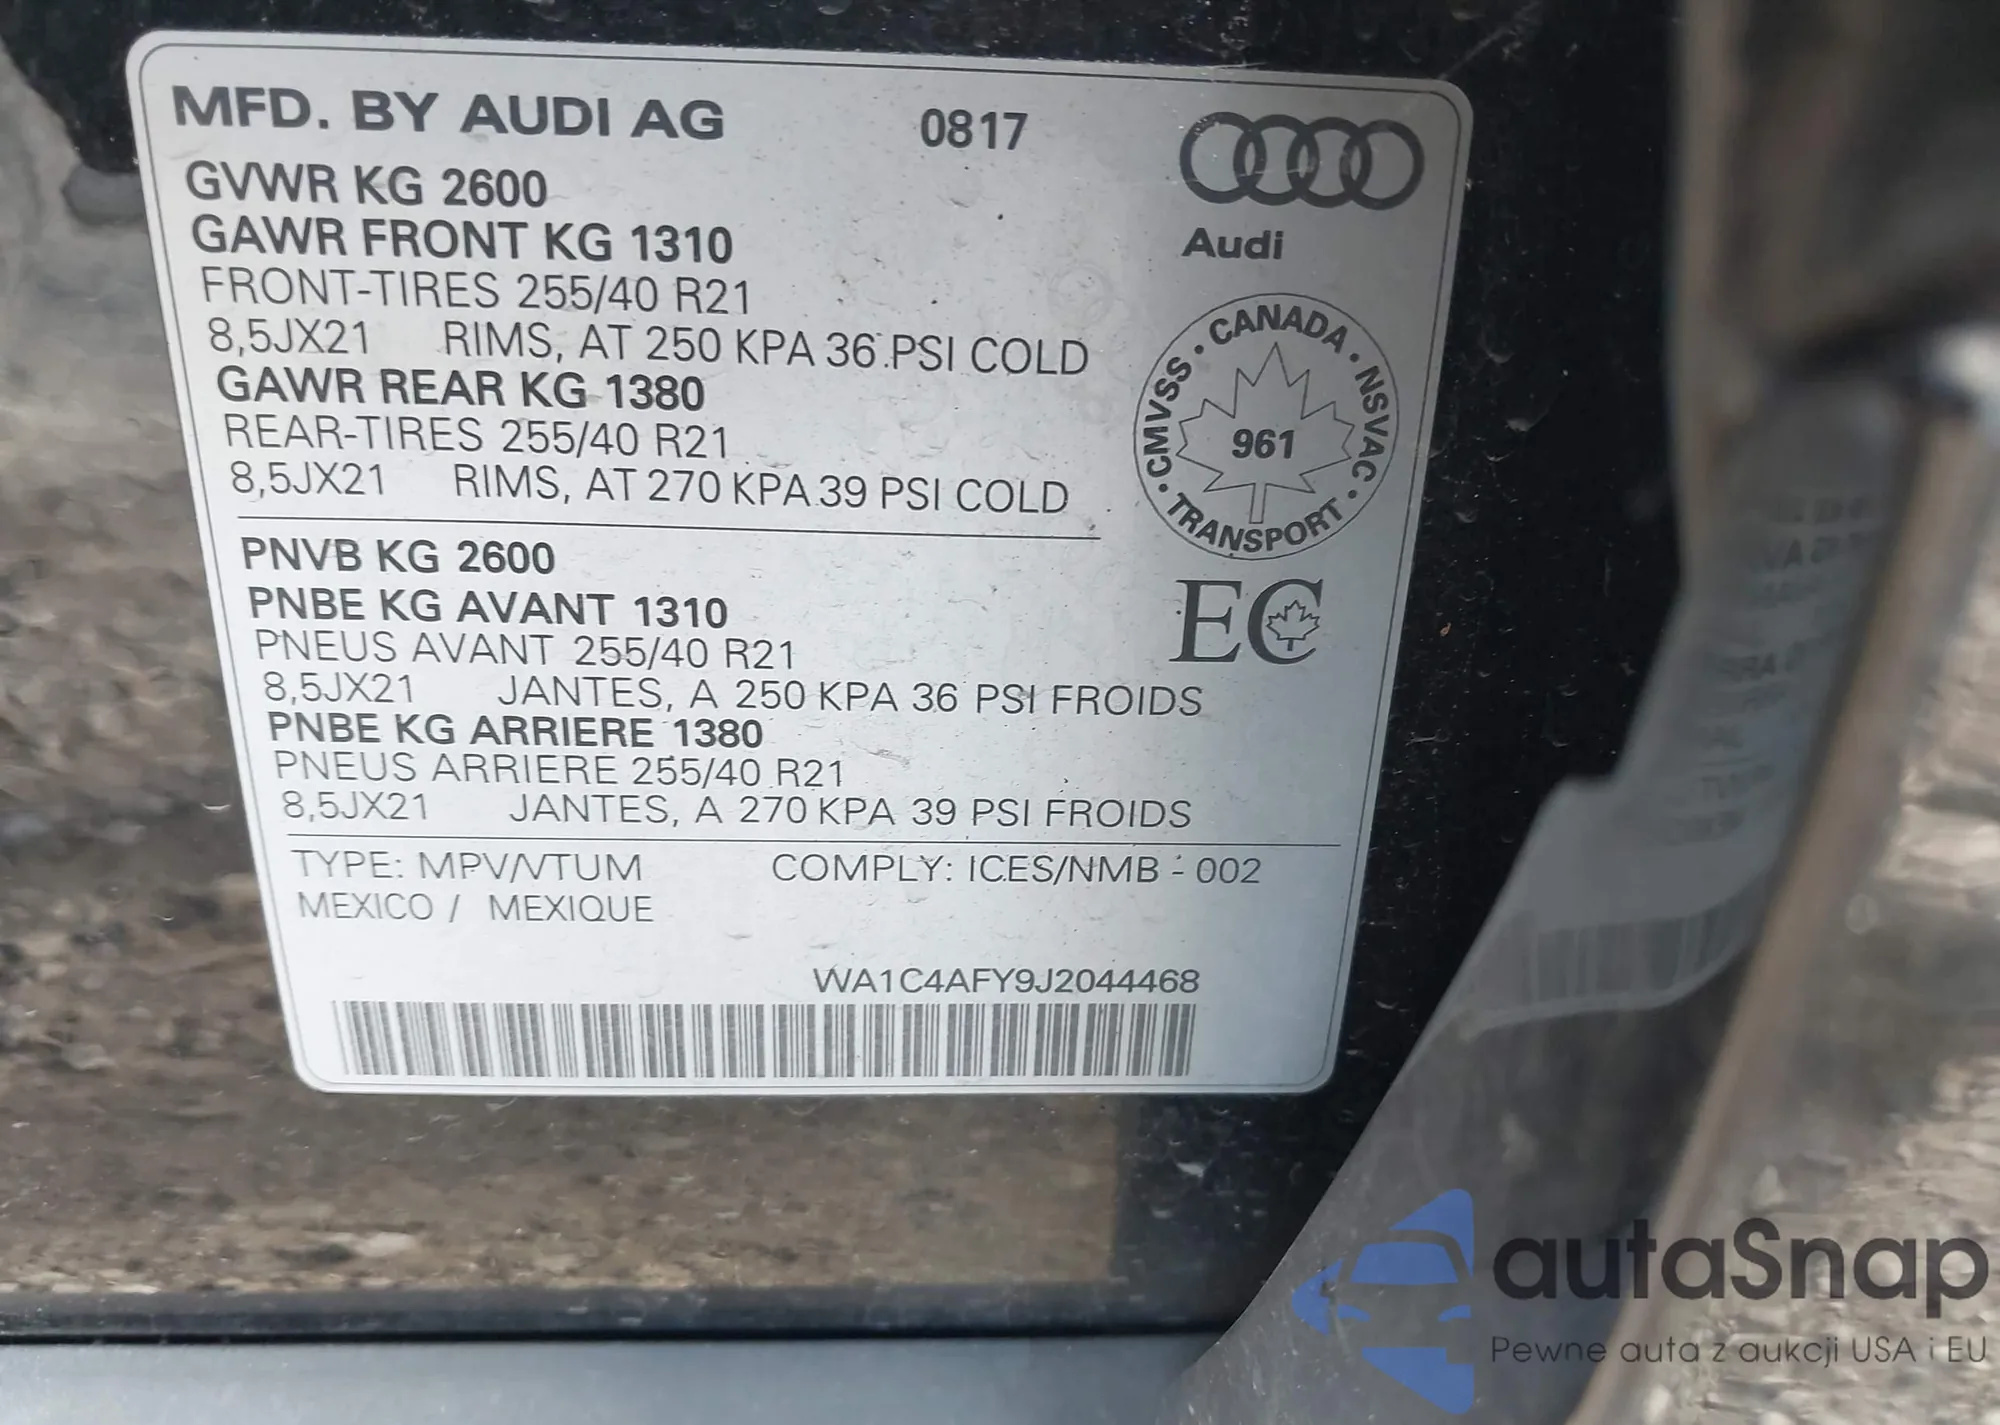 MFD. BY AUDI AG 0817
GVWR KG 2600
GAWR FRONT KG 1310
FRONT-TIRES 255/40 R21
8,5JX21 RIMS, AT 250 KPA 36 PSI COLD
GAWR REAR KG 1380
REAR-TIRES 255/40 R21
8,5JX21 RIMS, AT 270 KPA 39 PSI COLD
Audi
CMVSS · CANADA · NSVAC · TRANSPORT ·
961
EC
PNVB KG 2600
PNBE KG AVANT 1310
PNEUS AVANT 255/40 R21
8,5JX21 JANTES, A 250 KPA 36 PSI FROIDS
PNBE KG ARRIERE 1380
PNEUS ARRIERE 255/40 R21
8,5JX21 JANTES, A 270 KPA 39 PSI FROIDS
TYPE: MPV/VTUM COMPLY: ICES/NMB - 002
MEXICO / MEXIQUE
WA1C4AFY9J2044468
autaSnap
Pewne auta z aukcji USA i EU